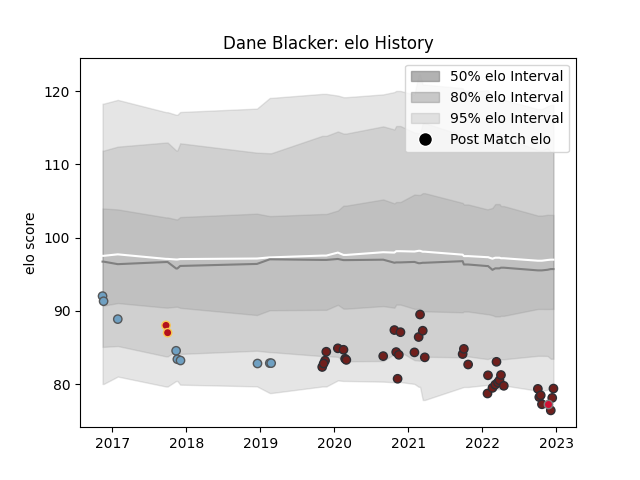 Dane Blacker: elo History
50% elo Interval
80% elo Interval
95% elo Interval
Post Match elo
elo score
120
110
100
90
80
2017 2018 2019 2020 2021 2022 2023